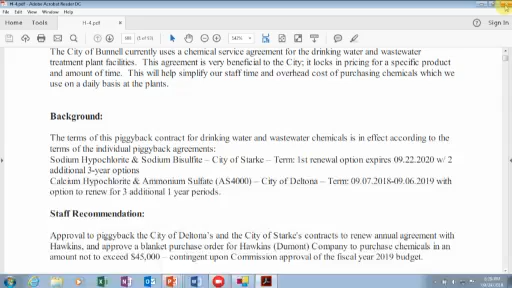 H-4.pdf - Adobe Acrobat Reader DC
File Edit View Window Help
Home Tools H-4.pdf × Sign In
The City of Bunnell currently uses a chemical service agreement for the drinking water and wastewater
treatment plant facilities. This agreement is very beneficial to the City; it locks in pricing for a specific product
and amount of time. This will help simplify our staff time and overhead cost of purchasing chemicals which we
use on a daily basis at the plants.
Background:
The terms of this piggyback contract for drinking water and wastewater chemicals is in effect according to the
terms of the individual piggyback agreements:
Sodium Hypochlorite & Sodium Bisulfite – City of Starke – Term: 1st renewal option expires 09.22.2020 w/ 2
additional 3-year options
Calcium Hypochlorite & Ammonium Sulfate (AS4000) – City of Deltona – Term: 09.07.2018-09.06.2019 with
option to renew for 3 additional 1 year periods.
Staff Recommendation:
Approval to piggyback the City of Deltona's and the City of Starke's contracts to renew annual agreement with
Hawkins, and approve a blanket purchase order for Hawkins (Dumont) Company to purchase chemicals in an
amount not to exceed $45,000 – contingent upon Commission approval of the fiscal year 2019 budget.